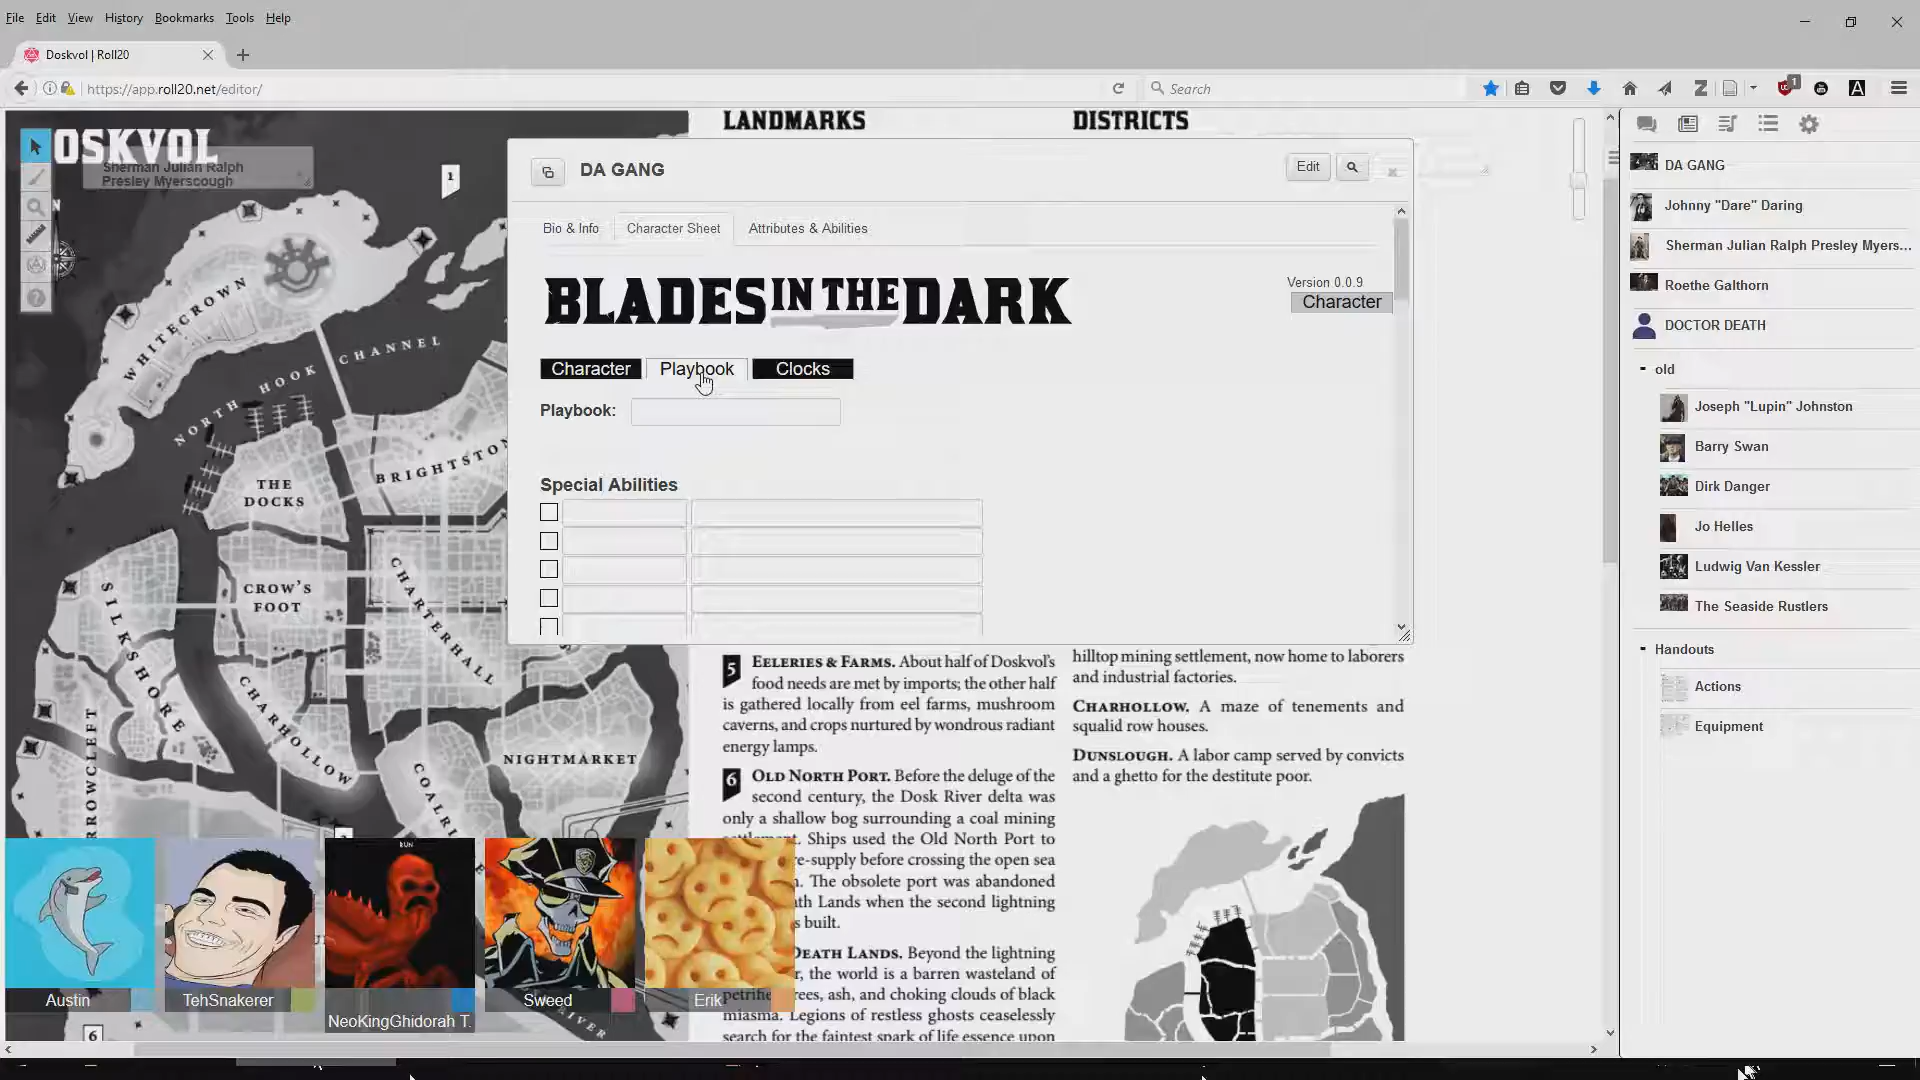 File Edit View History Bookmarks Tools Help
Doskvol | Roll20
https://app.roll20.net/editor/
Search
1
OSKVOL
Sherman Julian Ralph
Presley Myerscough
1
N
WHITECROWN
NORTH HOOK CHANNEL
BRIGHTSTON
THE
DOCKS
CROW'S
FOOT
CHARTERHALL
SILKSHORE
CHARHOLLOW
NIGHTMARKET
COALRI
RROWCLEFT
RIVER
6
LANDMARKS
DISTRICTS
DA GANG
Edit
Bio & Info
Character Sheet
Attributes & Abilities
BLADES IN THE DARK
Version 0.0.9
Character
Character
Playbook
Clocks
Playbook:
Special Abilities
5 EELERIES & FARMS. About half of Doskvol's
food needs are met by imports; the other half
is gathered locally from eel farms, mushroom
caverns, and crops nurtured by wondrous radiant
energy lamps.
6 OLD NORTH PORT. Before the deluge of the
second century, the Dosk River delta was
only a shallow bog surrounding a coal mining
settlement. Ships used the Old North Port to
re-supply before crossing the open sea
The obsolete port was abandoned
th Lands when the second lightning
s built.
DEATH LANDS. Beyond the lightning
, the world is a barren wasteland of
petrified trees, ash, and choking clouds of black
miasma. Legions of restless ghosts ceaselessly
search for the faintest spark of life essence upon
hilltop mining settlement, now home to laborers
and industrial factories.
CHARHOLLOW. A maze of tenements and
squalid row houses.
DUNSLOUGH. A labor camp served by convicts
and a ghetto for the destitute poor.
RUN
Austin
TehSnakerer
NeoKingGhidorah T.
Sweed
Erik
DA GANG
Johnny "Dare" Daring
Sherman Julian Ralph Presley Myers...
Roethe Galthorn
DOCTOR DEATH
old
Joseph "Lupin" Johnston
Barry Swan
Dirk Danger
Jo Helles
Ludwig Van Kessler
The Seaside Rustlers
Handouts
Actions
Equipment